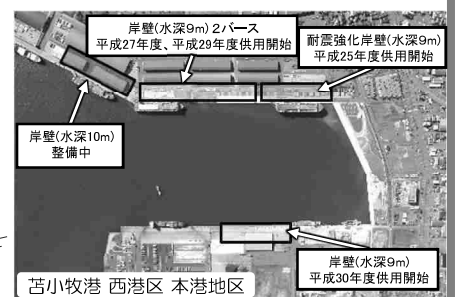 岸壁(水深9m)2バース
平成27年度、平成29年度供用開始
耐震強化岸壁(水深9m)
平成25年度供用開始
岸壁(水深10m)
整備中
岸壁(水深9m)
平成30年度供用開始
苫小牧港 西港区 本港地区